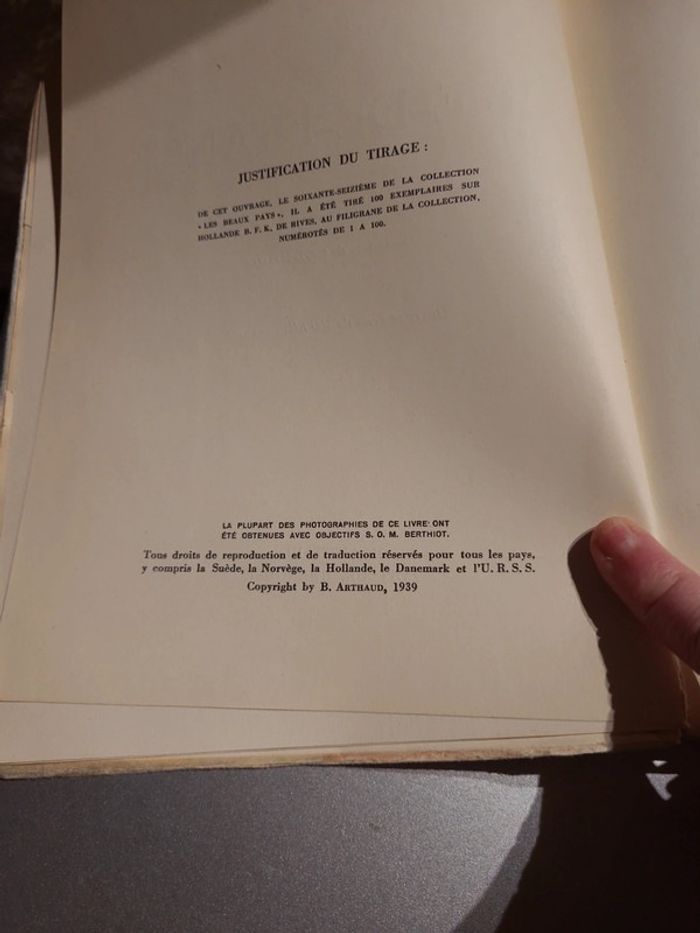 JUSTIFICATION DU TIRAGE :
DE CET OUVRAGE, LE SOIXANTE-SEIZIÈME DE LA COLLECTION
« LES BEAUX PAYS », IL A ÉTÉ TIRÉ 100 EXEMPLAIRES SUR
HOLLANDE B. F. K. DE RIVES, AU FILIGRANE DE LA COLLECTION,
NUMÉROTÉS DE 1 A 100.
LA PLUPART DES PHOTOGRAPHIES DE CE LIVRE ONT
ÉTÉ OBTENUES AVEC OBJECTIFS S. O. M. BERTHIOT.
Tous droits de reproduction et de traduction réservés pour tous les pays,
y compris la Suède, la Norvège, la Hollande, le Danemark et l'U. R. S. S.
Copyright by B. ARTHAUD, 1939